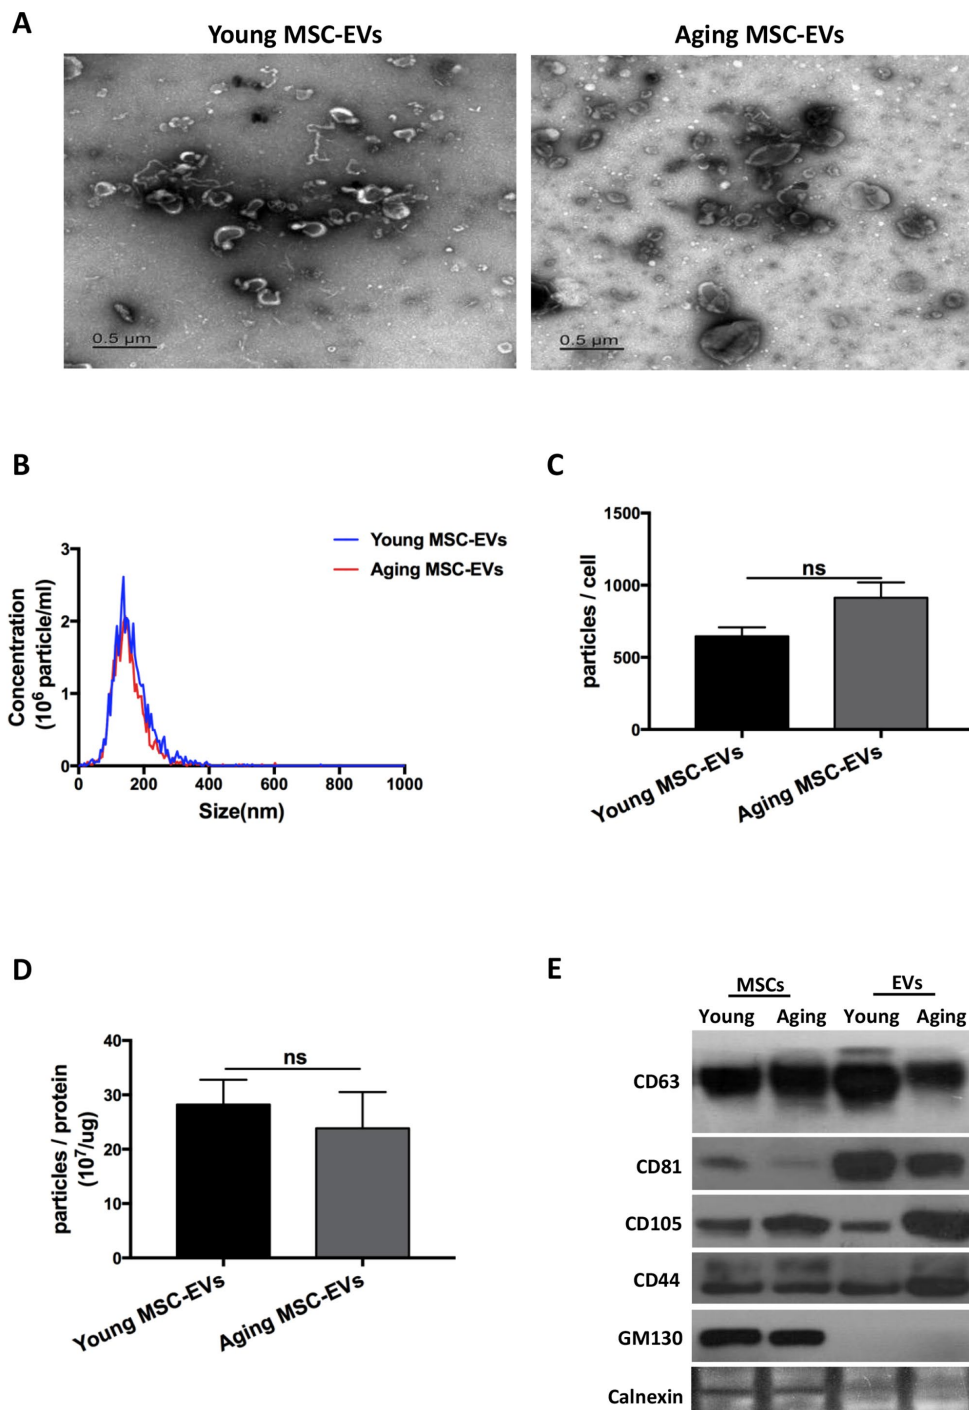 A
Young MSC-EVs
Aging MSC-EVs
0.5 µm
0.5 µm
B
Young MSC-EVs
Aging MSC-EVs
Concentration
(10⁶ particle/ml)
3
2
1
0
0 200 400 600 800 1000
Size(nm)
C
particles / cell
1500
1000
500
0
ns
Young MSC-EVs
Aging MSC-EVs
D
particles / protein
(10⁷/ug)
40
30
20
10
0
ns
Young MSC-EVs
Aging MSC-EVs
E
MSCs EVs
Young Aging Young Aging
CD63
CD81
CD105
CD44
GM130
Calnexin